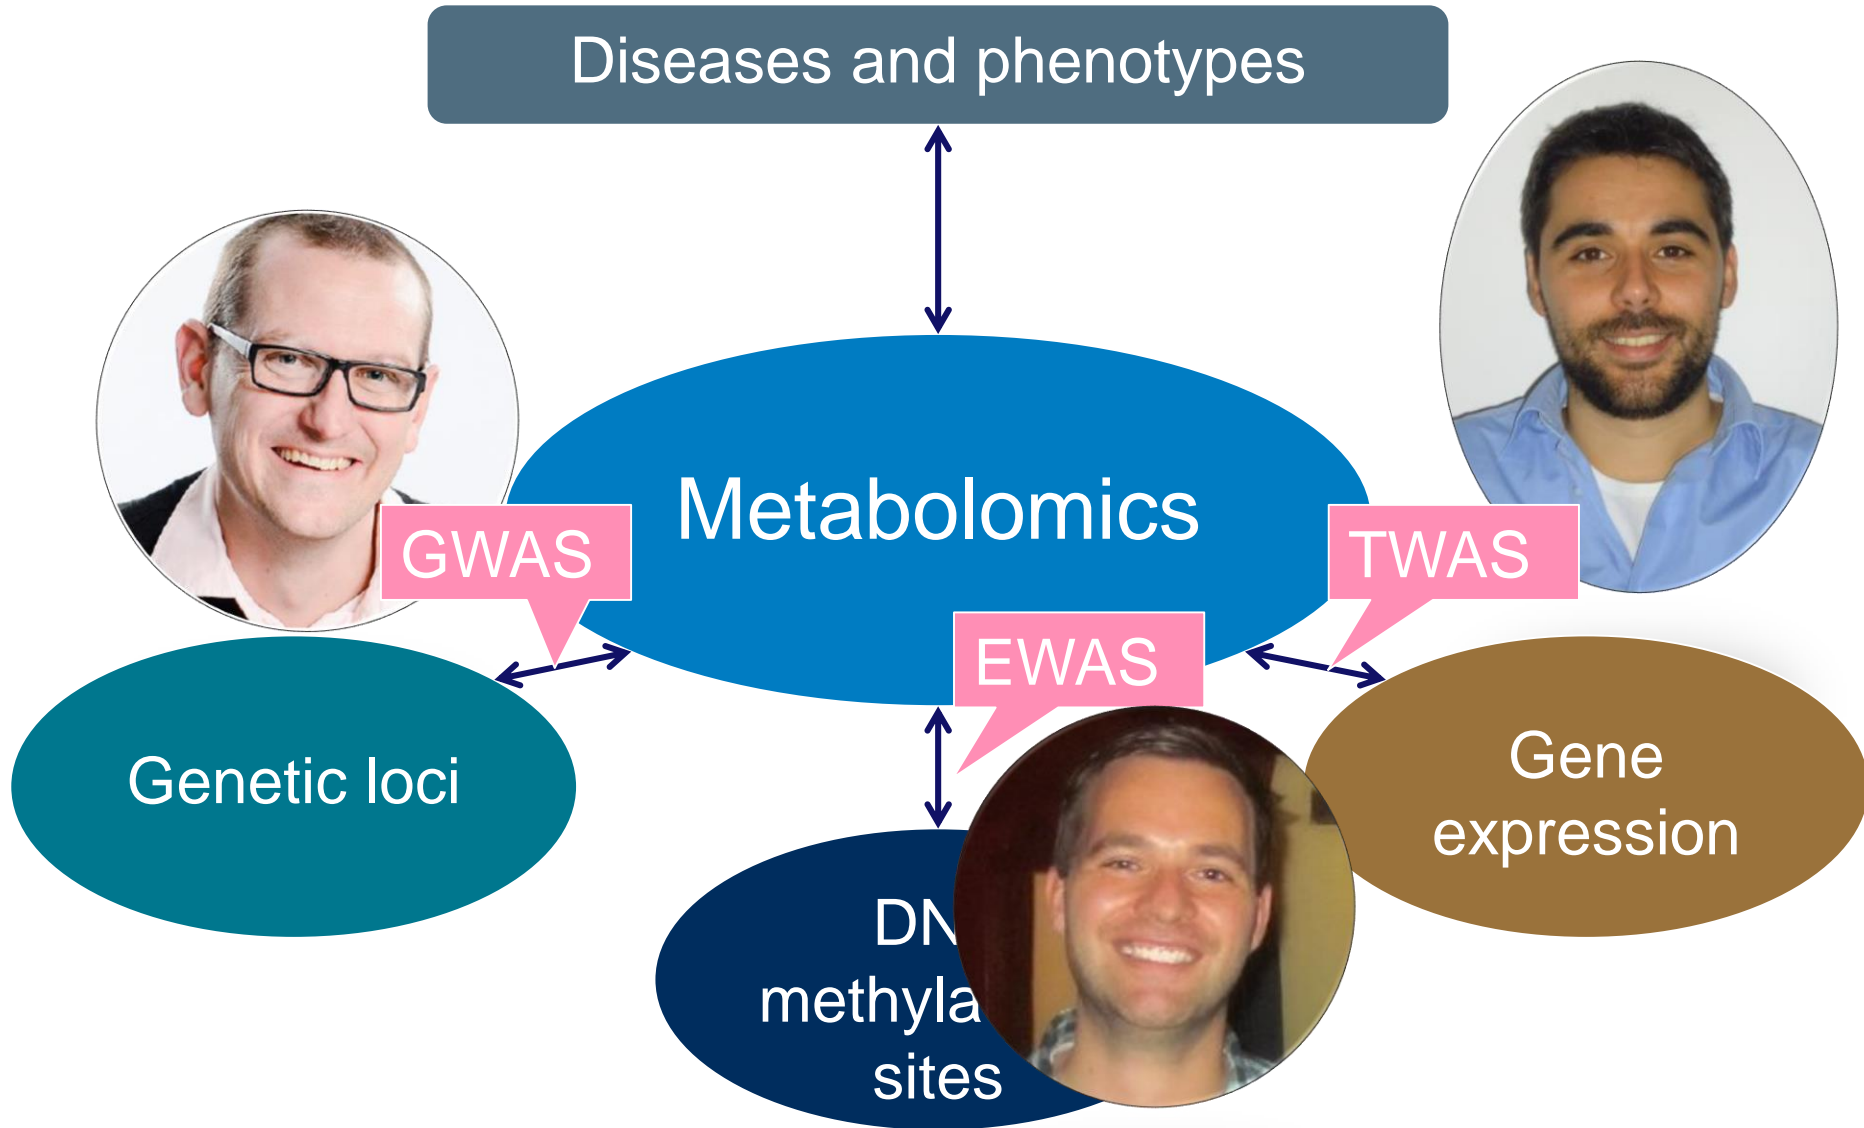 Diseases and phenotypes
Metabolomics
GWAS
TWAS
EWAS
Genetic loci
Gene
expression
DN
methyla
sites